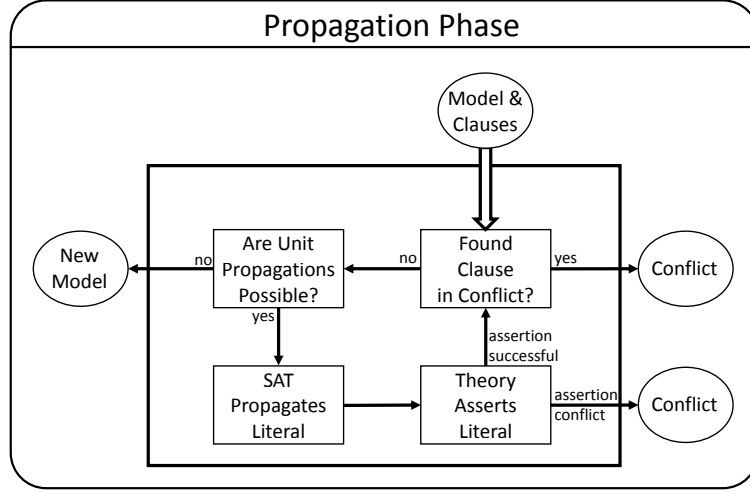 Propagation Phase
Model &
Clauses
New
Model
no
Are Unit
Propagations
Possible?
no
Found
Clause
in Conflict?
yes
Conflict
yes
assertion
successful
SAT
Propagates
Literal
Theory
Asserts
Literal
assertion
conflict
Conflict